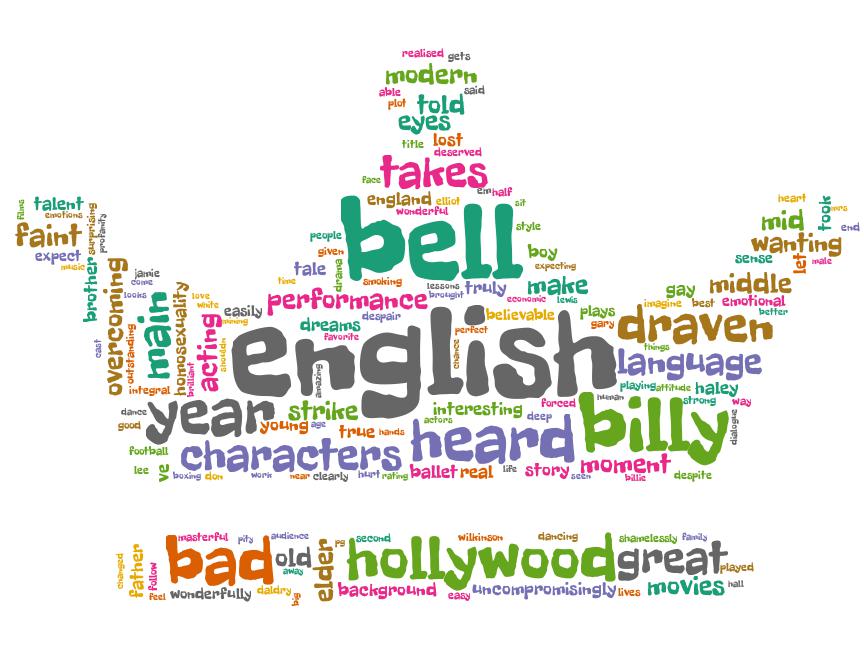 realised gets
modern
able said
plot told
eyes
title lost
deserved
takes
face em half
england elliot sit
wonderful
bell
style
people
given
boy
expecting
tale
drama
time
smoking
lessons truly make
brought
economic lewis
performance
films talent
emotions
faint
surprising
profanity
expect
music
brother
overcoming
jamie
come
looks
main
homosexuality
love
white
easily
acting
shouldn
brilliant
integral
outstanding
cast
dreams
despair
favorite
english
amazing
chance
perfect
believable
plays
gary
heart
mrs
mid
took
end
wanting
let
male
sense
gay middle
imagine best emotional
better
draven
things
language
playing attitude haley
human strong way
forced
dialogue
dance
good
year
strike
young age
true hands
interesting
actors deep
billy
heard
characters
football
lee
ve
boxing don work near clearly hurt rating
ballet real life story seen
moment
billie despite
changed
father
follow
feel
masterful pity audience
bad
old
away
wonderfully daldry
big
elder
pg second wilkinson dancing shamelessly family
hollywood
great
played
background easy uncompromisingly lives movies hall